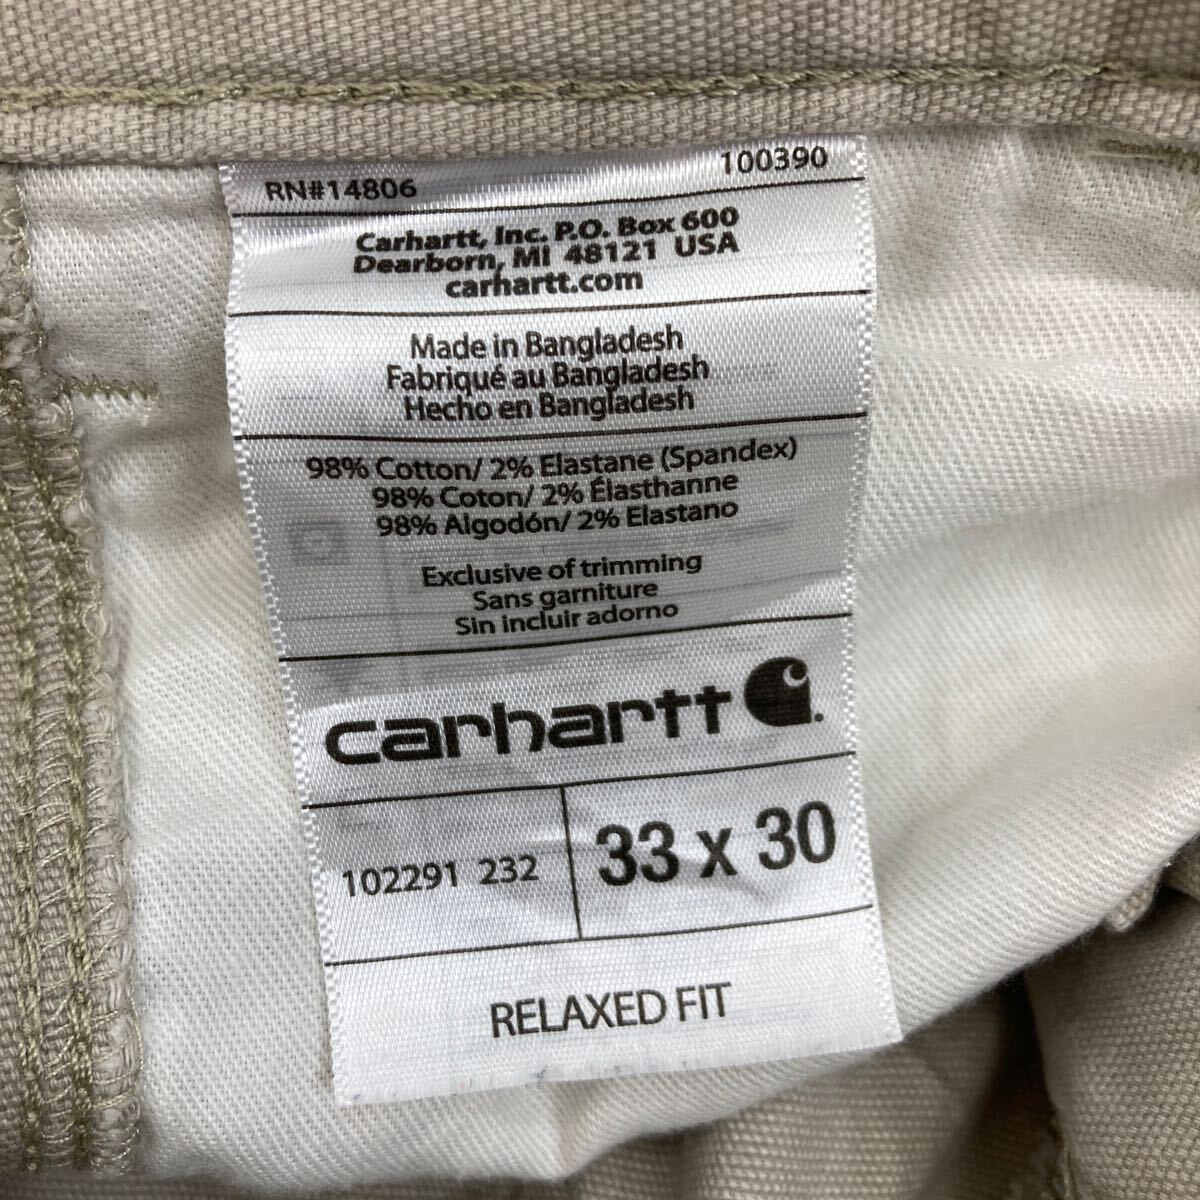 RN#14806 100390
Carhartt, Inc. P.O. Box 600
Dearborn, MI 48121 USA
carhartt.com
Made in Bangladesh
Fabriqué au Bangladesh
Hecho en Bangladesh
98% Cotton/ 2% Elastane (Spandex)
98% Coton/ 2% Élasthanne
98% Algodón/ 2% Elastano
Exclusive of trimming
Sans garniture
Sin incluir adorno
carhartt
102291 232 33 x 30
RELAXED FIT